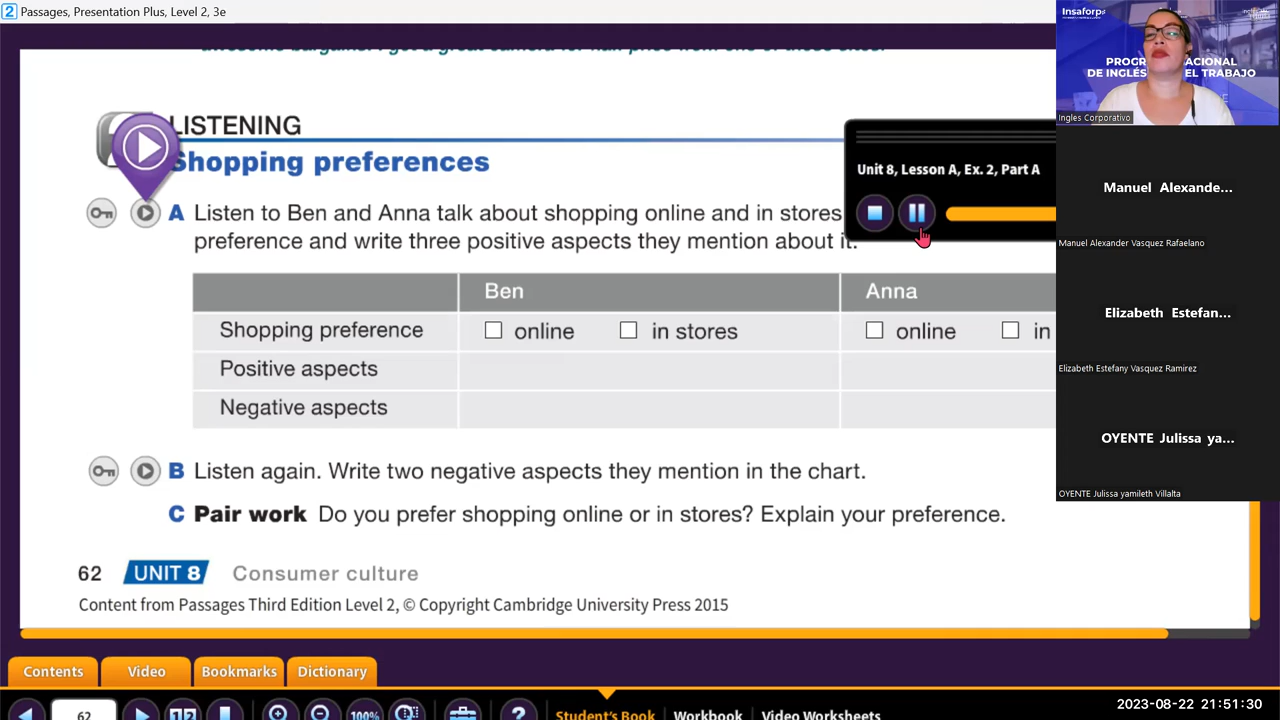 2 Passages, Presentation Plus, Level 2, 3e
LISTENING
Shopping preferences
A Listen to Ben and Anna talk about shopping online and in stores
preference and write three positive aspects they mention about it.
Unit 8, Lesson A, Ex. 2, Part A
Ben Anna
Shopping preference online in stores online in
Positive aspects
Negative aspects
B Listen again. Write two negative aspects they mention in the chart.
C Pair work Do you prefer shopping online or in stores? Explain your preference.
62 UNIT 8 Consumer culture
Content from Passages Third Edition Level 2, © Copyright Cambridge University Press 2015
Contents Video Bookmarks Dictionary
62 1|2 100% ? Student's Book Workbook Video Worksheets
Insaforp
Ingles Corporativo
Manuel Alexande...
Manuel Alexander Vasquez Rafaelano
Elizabeth Estefan...
Elizabeth Estefany Vasquez Ramirez
OYENTE Julissa ya...
OYENTE Julissa yamileth Villalta
2023-08-22 21:51:30